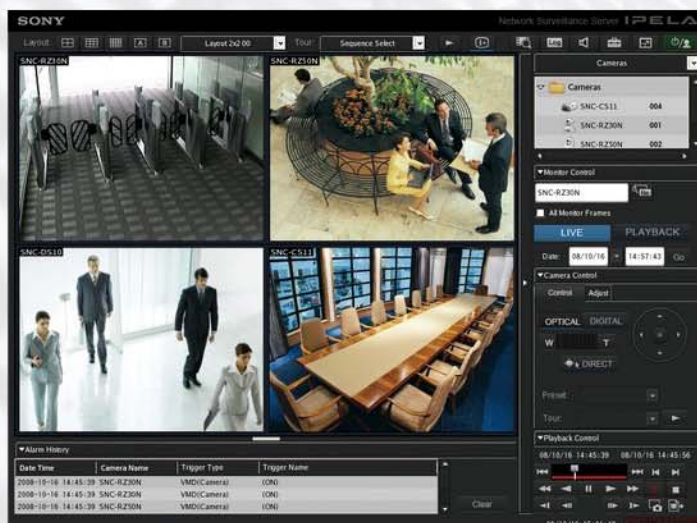 SONY
Network Surveillance Server IPELA
Layout: A B Layout 2x2 00 Tour: Sequence Select Log
SNC-RZ30N
SNC-RZ50N
SNC-DS10
SNC-CS11
Cameras
Cameras
SNC-CS11 004
SNC-RZ30N 001
SNC-RZ50N 002
Monitor Control
SNC-RZ30N
All Monitor Frames
LIVE PLAYBACK
Date: 08/10/16 14:57:43 Go
Camera Control
Control Adjust
OPTICAL DIGITAL
W T
DIRECT
Preset:
Tour:
Playback Control
08/10/16 14:45:39 08/10/16 14:45:56
Alarm History
Date Time Camera Name Trigger Type Trigger Name
2008-10-16 14:45:39 SNC-RZ30N VMD(Camera) (ON)
2008-10-16 14:45:39 SNC-RZ30N VMD(Camera) (ON)
2008-10-16 14:45:39 SNC-RZ30N VMD(Camera) (ON)
Clear